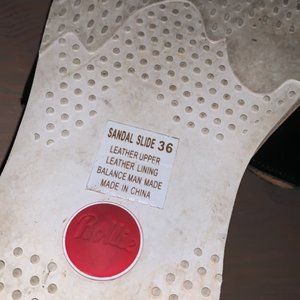 SANDAL SLIDE 36
LEATHER UPPER
LEATHER LINING
BALANCE MAN MADE
MADE IN CHINA
Bollie